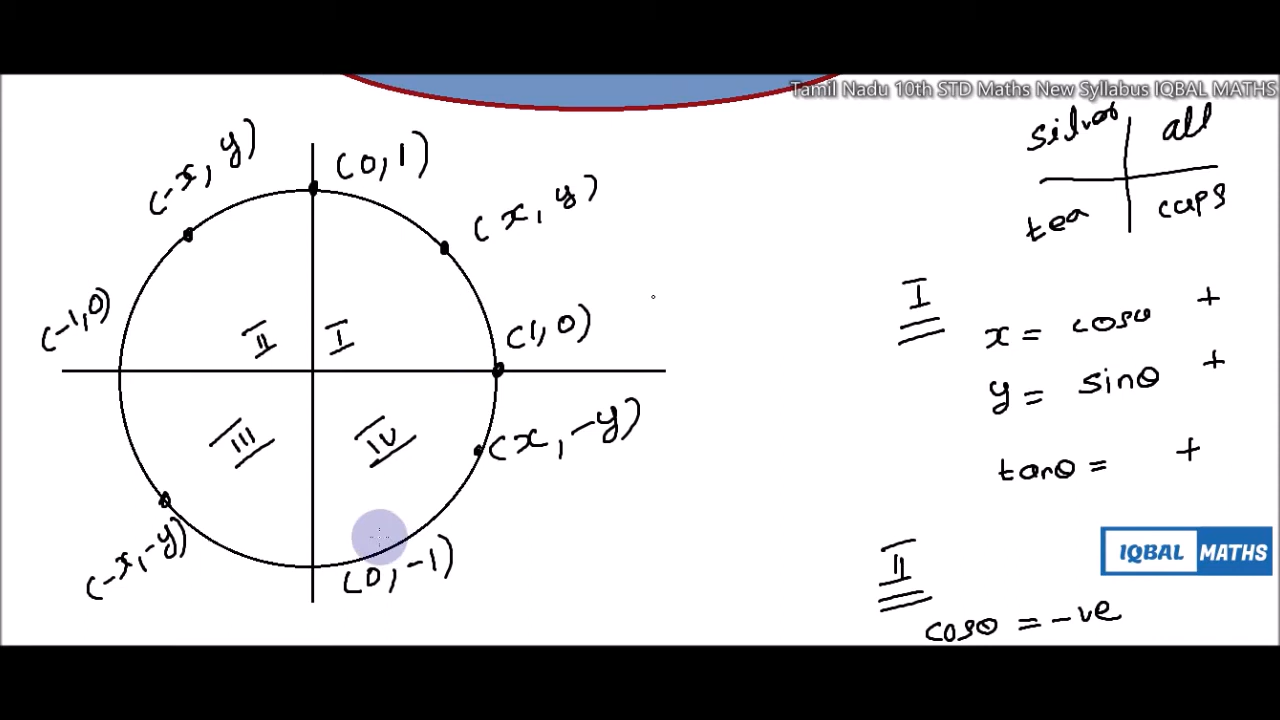 Tamil Nadu 10th STD Maths New Syllabus IQBAL MATHS
silver all
tea cups
(-x, y)
(0, 1)
(x, y)
(-1, 0)
(1, 0)
II I
III IV
(x, -y)
(-x, -y)
(0, -1)
I
x = cosθ +
y = sinθ +
tanθ = +
IQBAL MATHS
II
cosθ = -ve